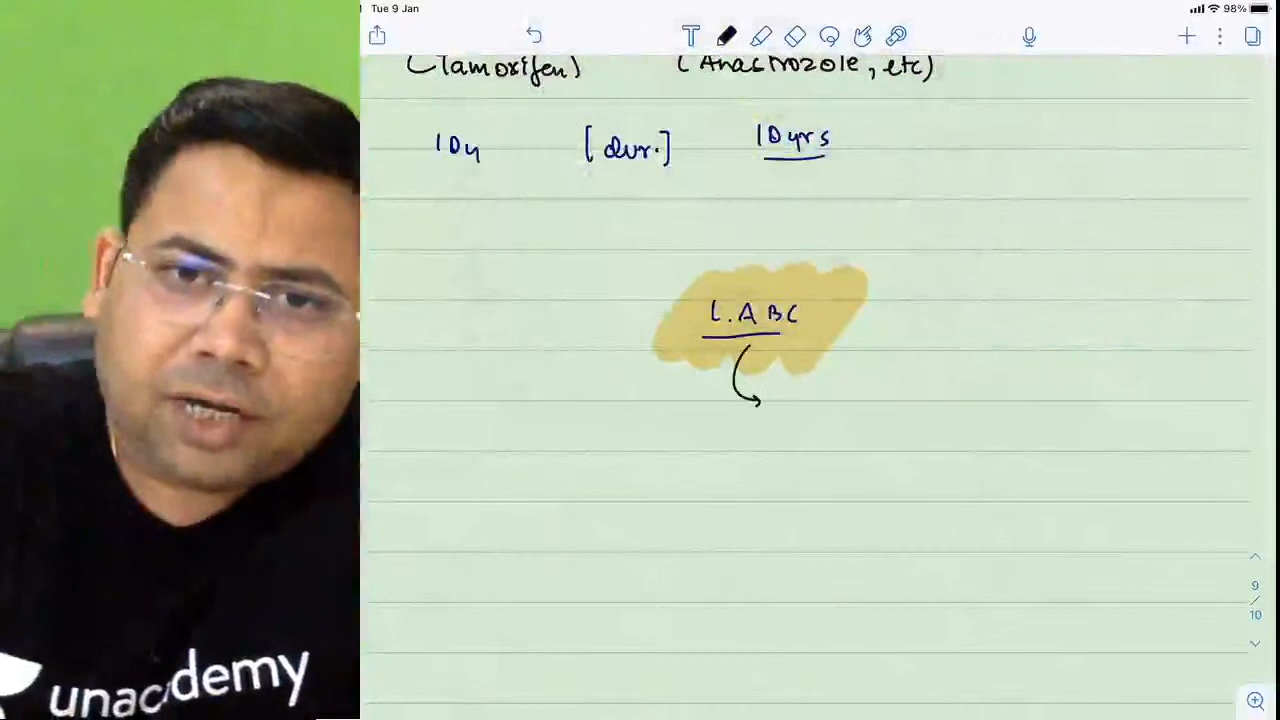 Tue 9 Jan
98%
(Tamoxifen) (Anastrozole, etc)
10y [dur.] 10yrs
L.ABC
9
/
10
unacademy